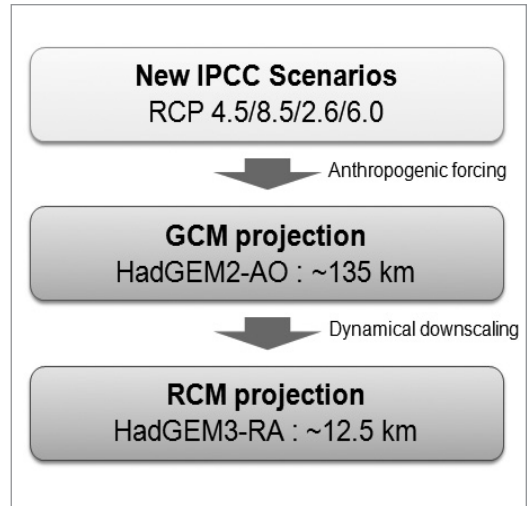 New IPCC Scenarios
RCP 4.5/8.5/2.6/6.0
Anthropogenic forcing
GCM projection
HadGEM2-AO : ~135 km
Dynamical downscaling
RCM projection
HadGEM3-RA : ~12.5 km